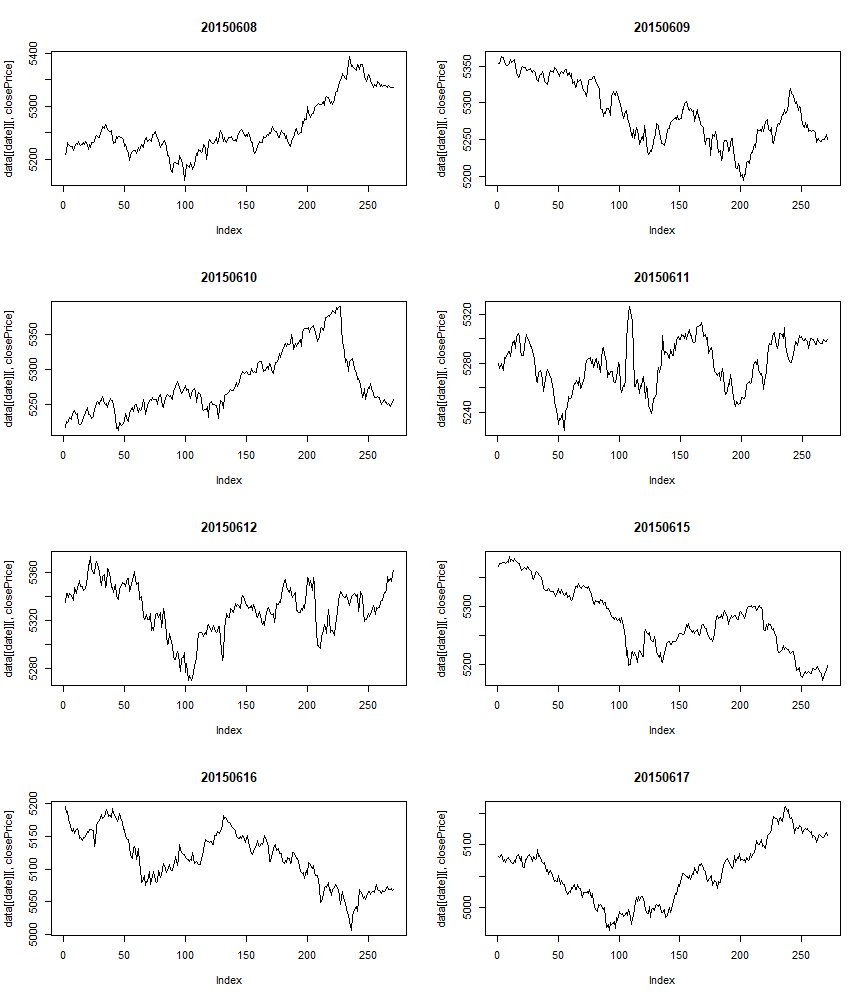 20150608
data[[date]][, closePrice]
5400
5300
5200
0 50 100 150 200 250
Index
20150609
data[[date]][, closePrice]
5350
5300
5250
5200
0 50 100 150 200 250
Index
20150610
data[[date]][, closePrice]
5350
5300
5250
0 50 100 150 200 250
Index
20150611
data[[date]][, closePrice]
5320
5280
5240
0 50 100 150 200 250
Index
20150612
data[[date]][, closePrice]
5360
5320
5280
0 50 100 150 200 250
Index
20150615
data[[date]][, closePrice]
5300
5200
0 50 100 150 200 250
Index
20150616
data[[date]][, closePrice]
5200
5150
5100
5050
5000
0 50 100 150 200 250
Index
20150617
data[[date]][, closePrice]
5100
5000
0 50 100 150 200 250
Index